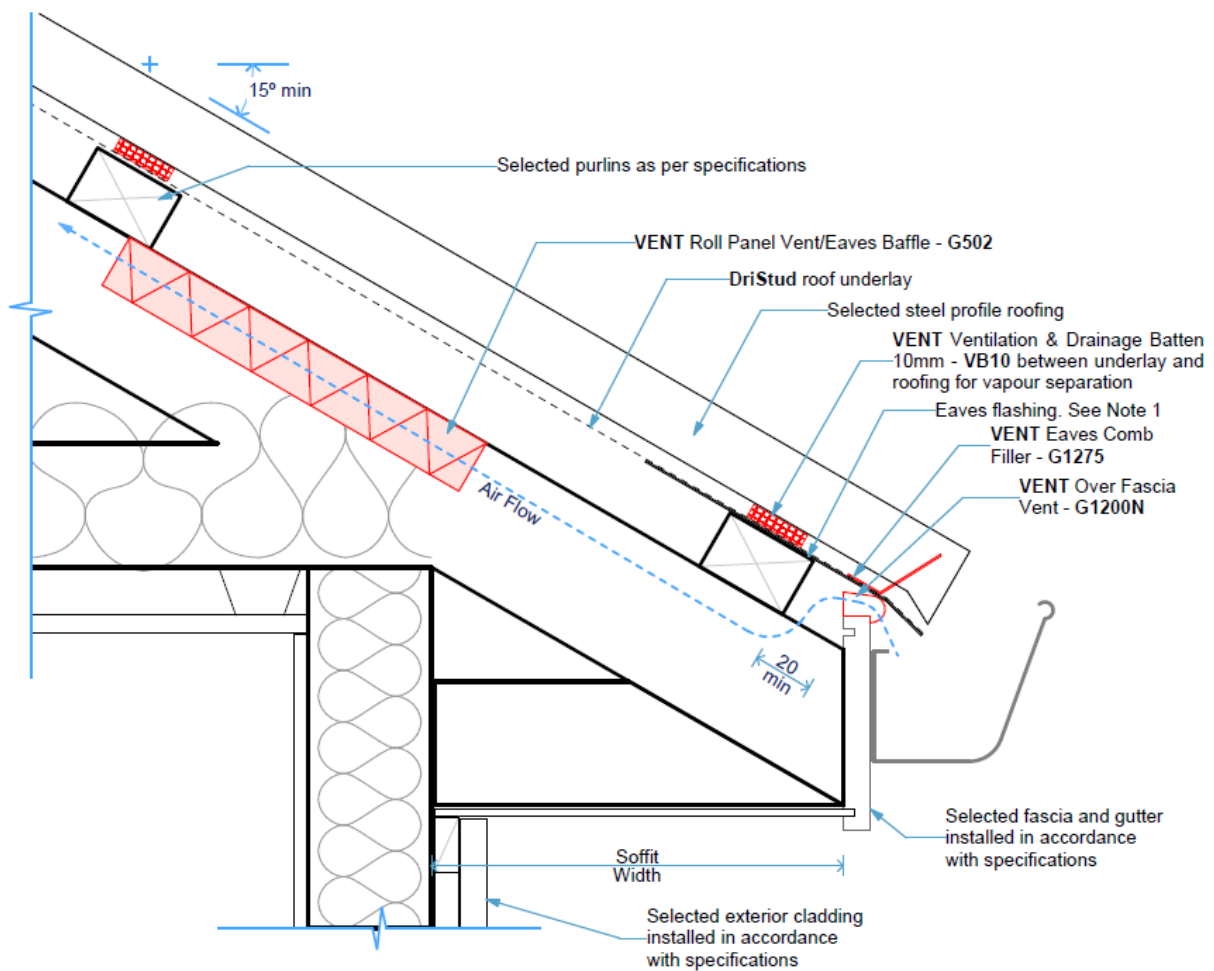 15º min
Selected purlins as per specifications
VENT Roll Panel Vent/Eaves Baffle - G502
DriStud roof underlay
Selected steel profile roofing
VENT Ventilation & Drainage Batten
10mm - VB10 between underlay and
roofing for vapour separation
Eaves flashing. See Note 1
VENT Eaves Comb
Filler - G1275
VENT Over Fascia
Vent - G1200N
Air Flow
20
min
Selected fascia and gutter
installed in accordance
with specifications
Soffit
Width
Selected exterior cladding
installed in accordance
with specifications